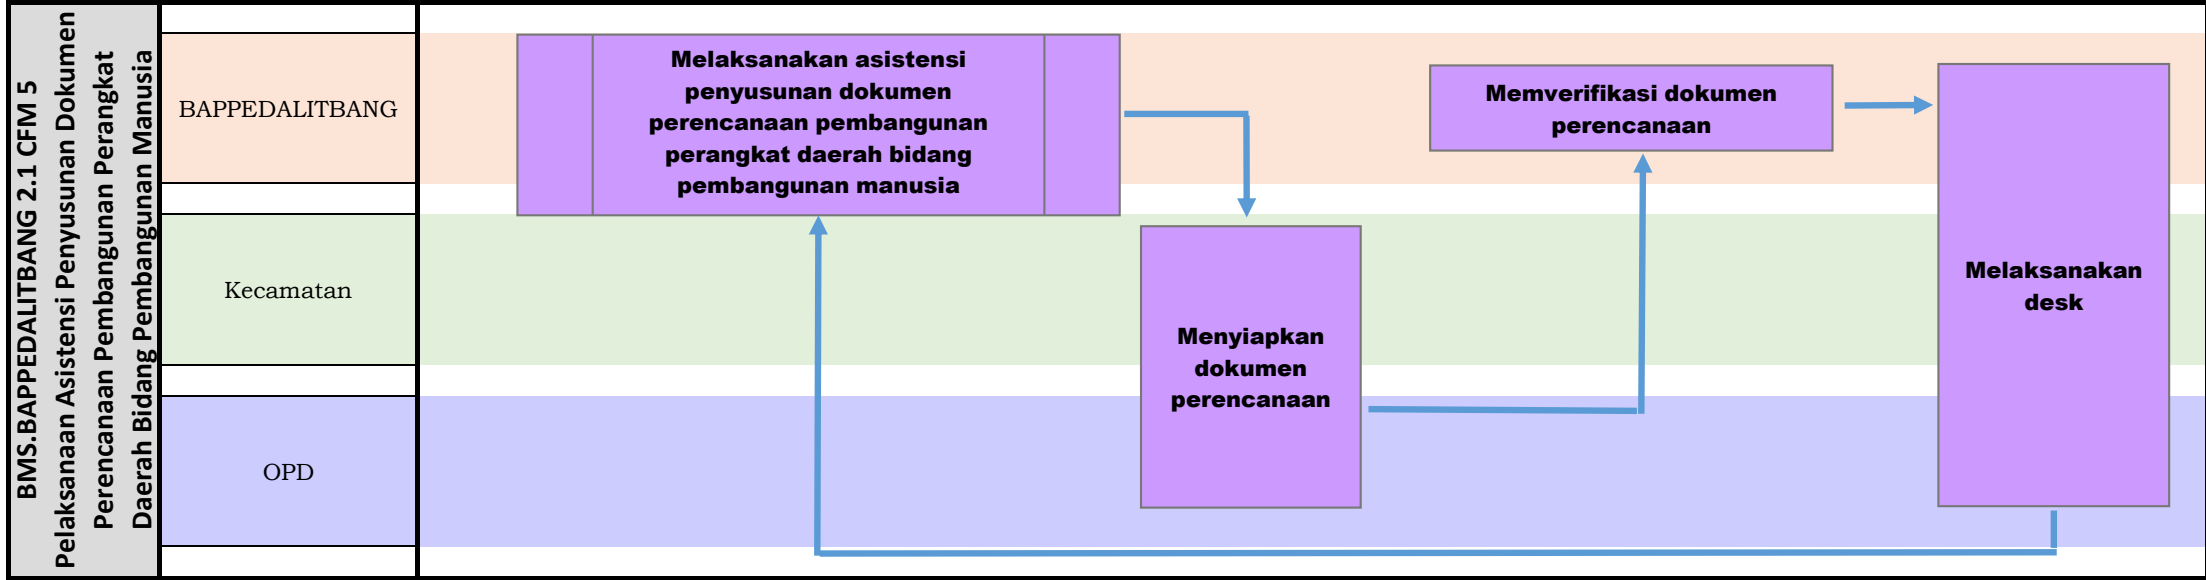 BMS.BAPPEDALITBANG 2.1 CFM 5
Pelaksanaan Asistensi Penyusunan Dokumen
Perencanaan Pembangunan Perangkat
Daerah Bidang Pembangunan Manusia
BAPPEDALITBANG
Kecamatan
OPD
Melaksanakan asistensi
penyusunan dokumen
perencanaan pembangunan
perangkat daerah bidang
pembangunan manusia
Menyiapkan
dokumen
perencanaan
Memverifikasi dokumen
perencanaan
Melaksanakan
desk